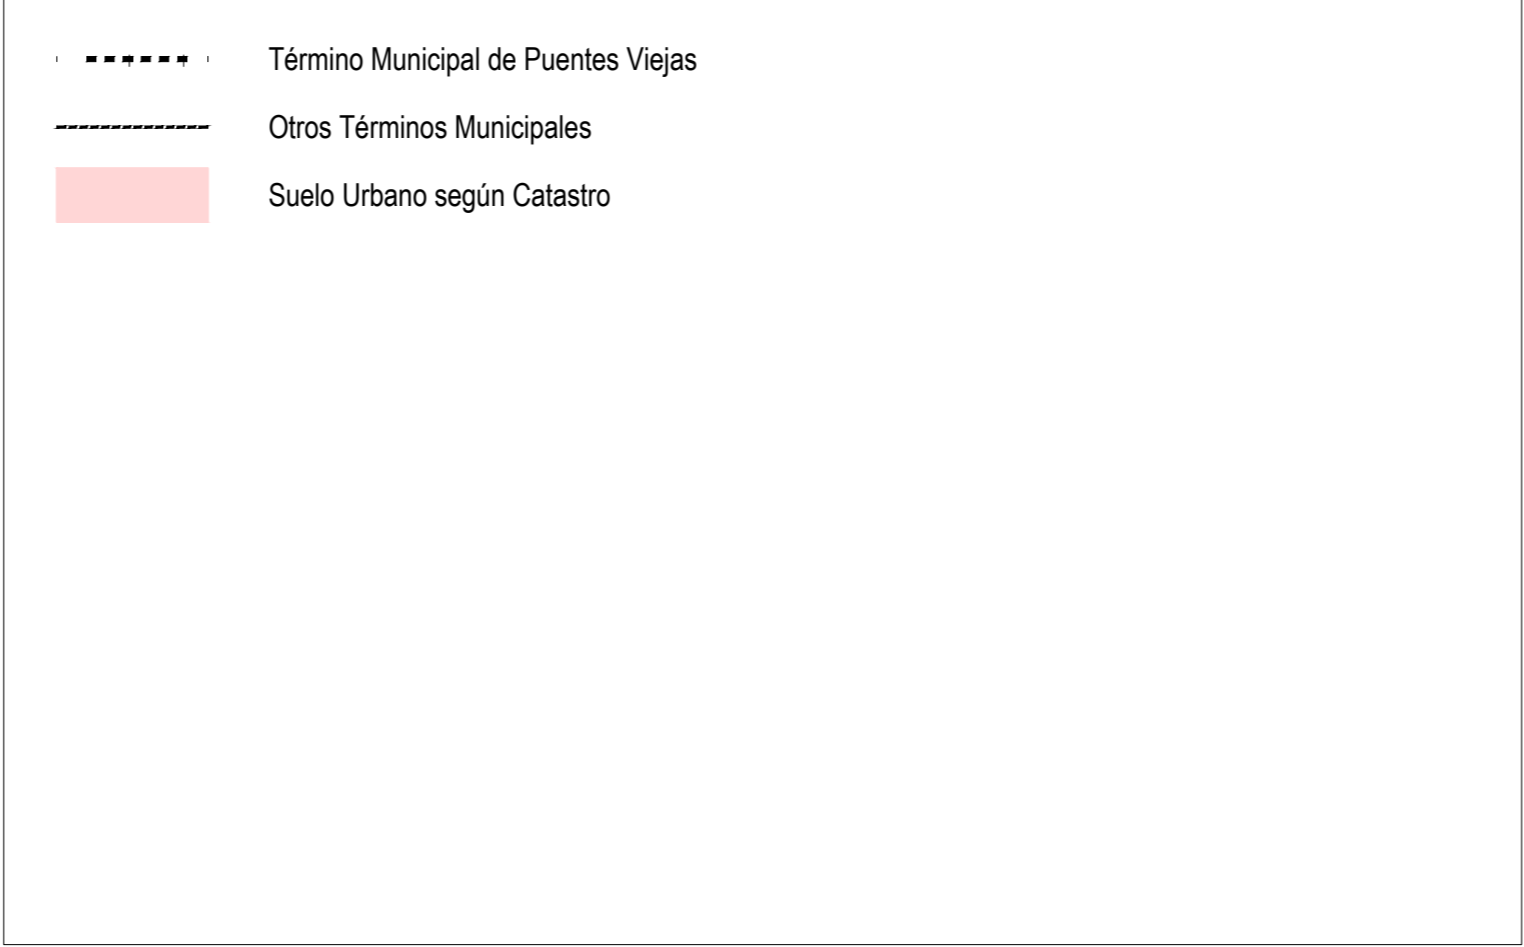 Término Municipal de Puentes Viejas
Otros Términos Municipales
Suelo Urbano según Catastro